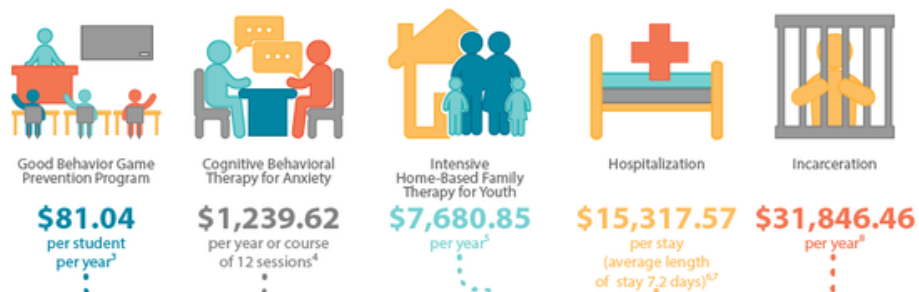 Good Behavior Game
Prevention Program
$81.04
per student
per year³
Cognitive Behavioral
Therapy for Anxiety
$1,239.62
per year or course
of 12 sessions⁴
Intensive
Home-Based Family
Therapy for Youth
$7,680.85
per year⁵
Hospitalization
$15,317.57
per stay
(average length
of stay 7.2 days)⁶,⁷
Incarceration
$31,846.46
per year⁸